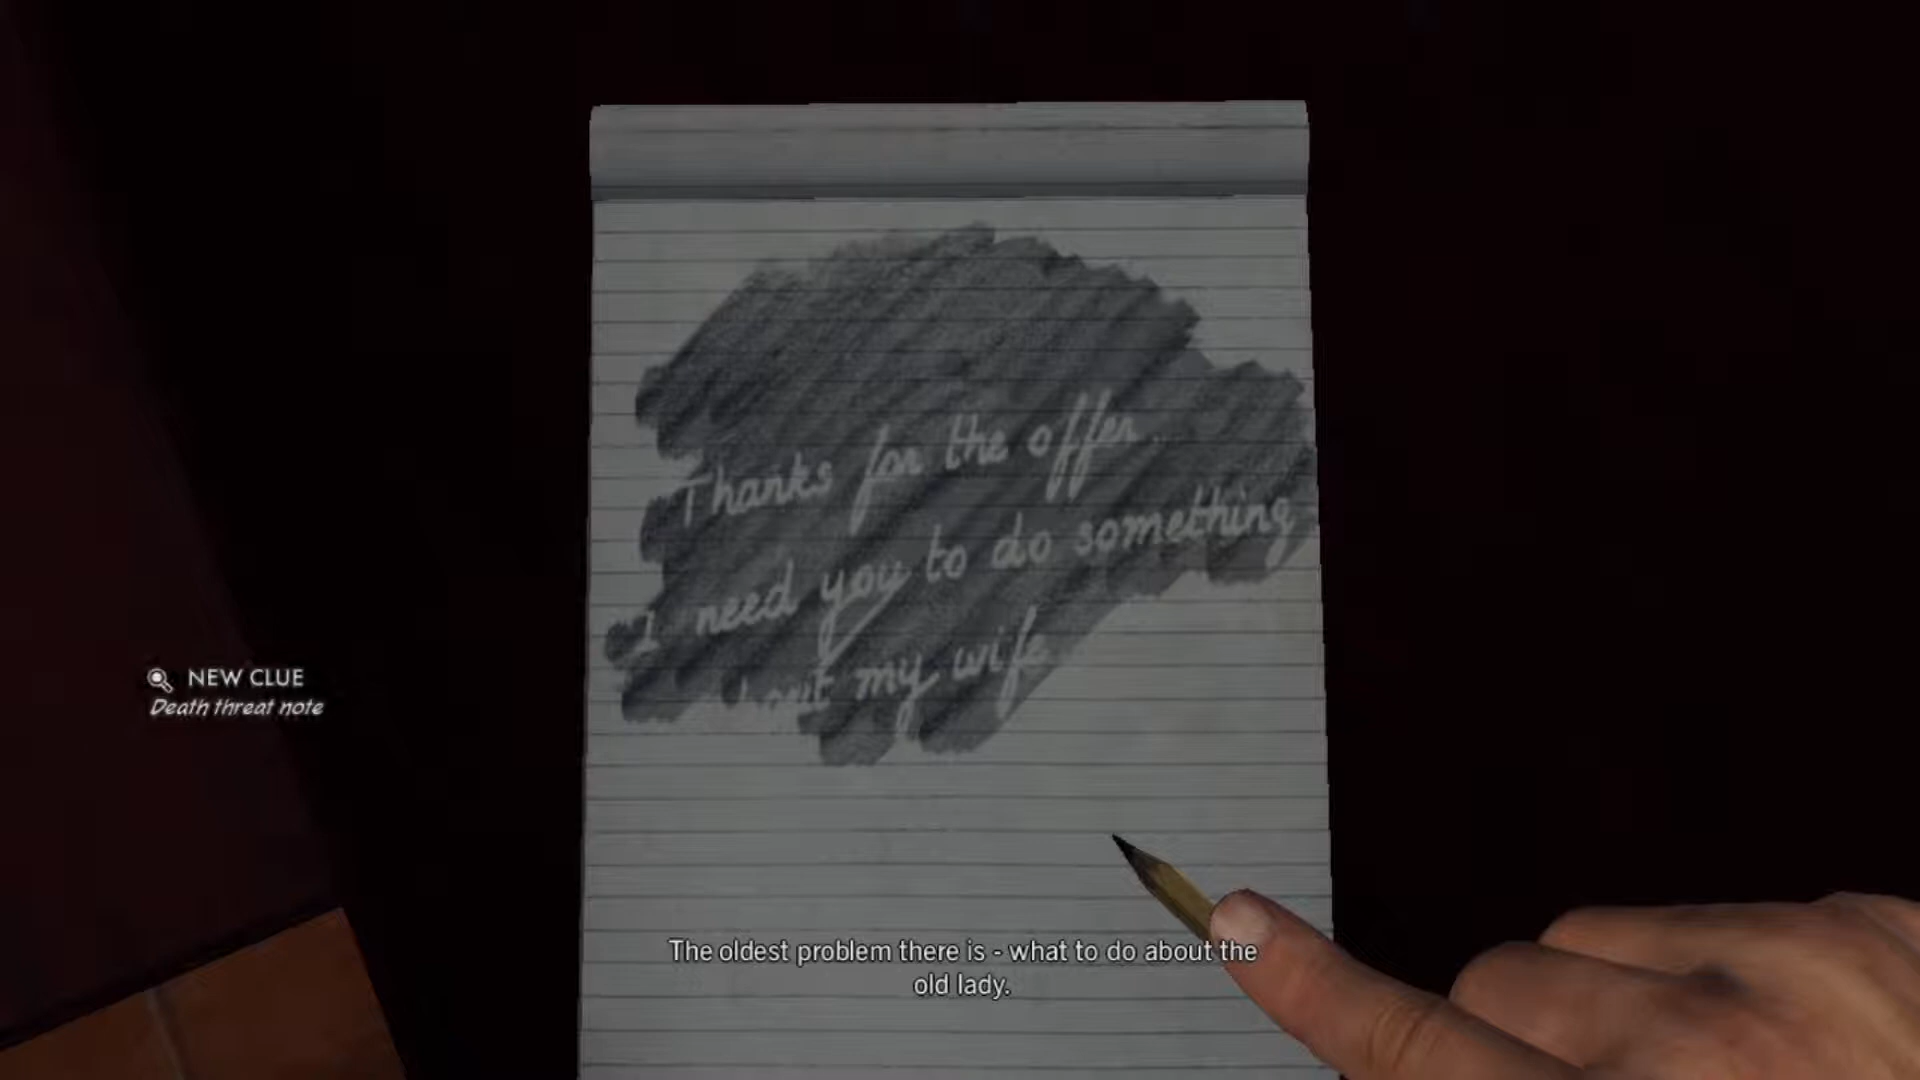 Thanks for the offer...
I need you to do something
about my wife
NEW CLUE
Death threat note
The oldest problem there is - what to do about the
old lady.